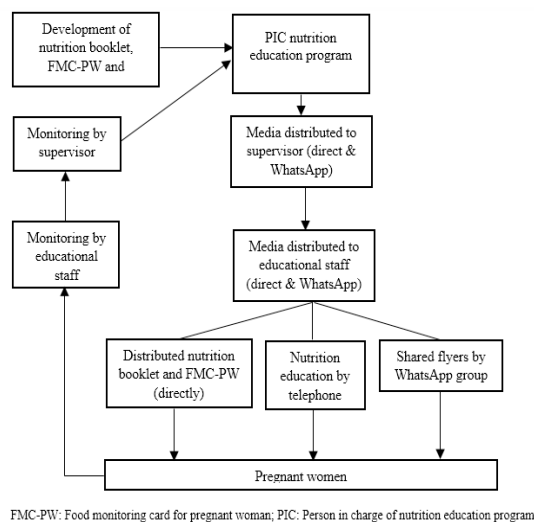 Development of
nutrition booklet,
FMC-PW and
PIC nutrition
education program
Monitoring by
supervisor
Media distributed to
supervisor (direct &
WhatsApp)
Monitoring by
educational
staff
Media distributed to
educational staff
(direct & WhatsApp)
Distributed nutrition
booklet and FMC-PW
(directly)
Nutrition
education by
telephone
Shared flyers by
WhatsApp group
Pregnant women
FMC-PW: Food monitoring card for pregnant woman; PIC: Person in charge of nutrition education program